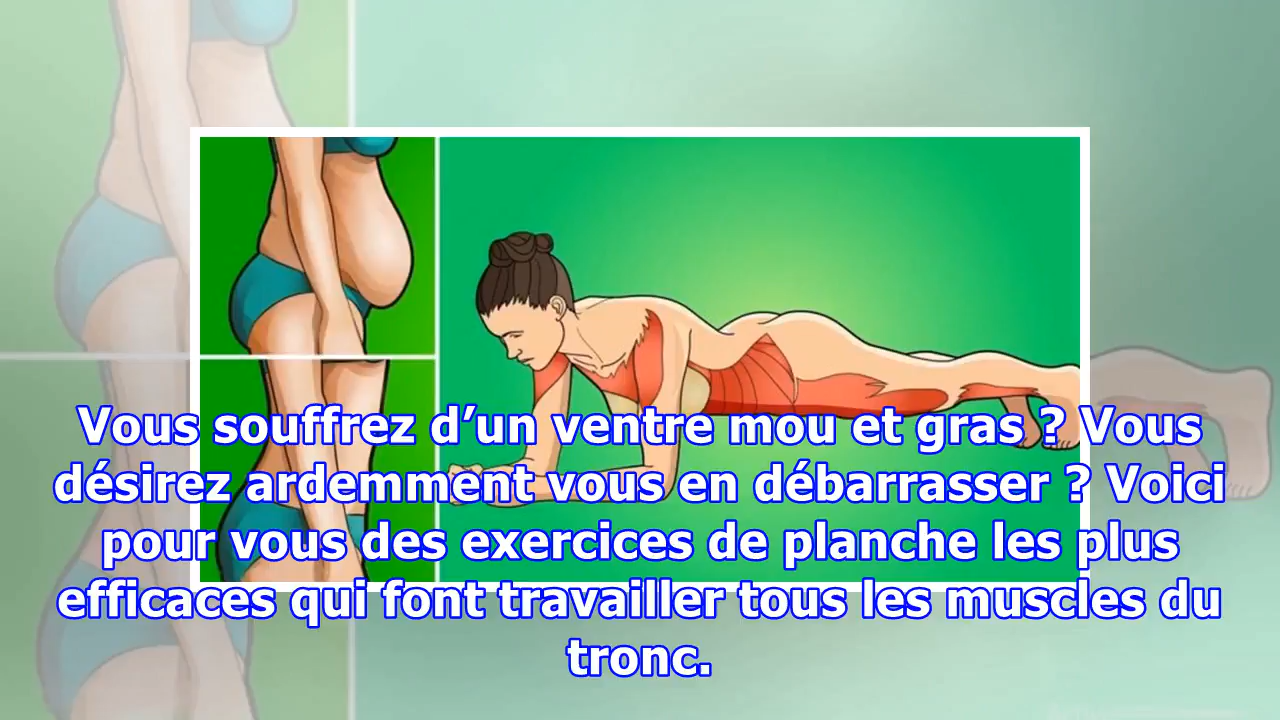 Vous souffrez d’un ventre mou et gras ? Vous
désirez ardemment vous en débarrasser ? Voici
pour vous des exercices de planche les plus
efficaces qui font travailler tous les muscles du
tronc.